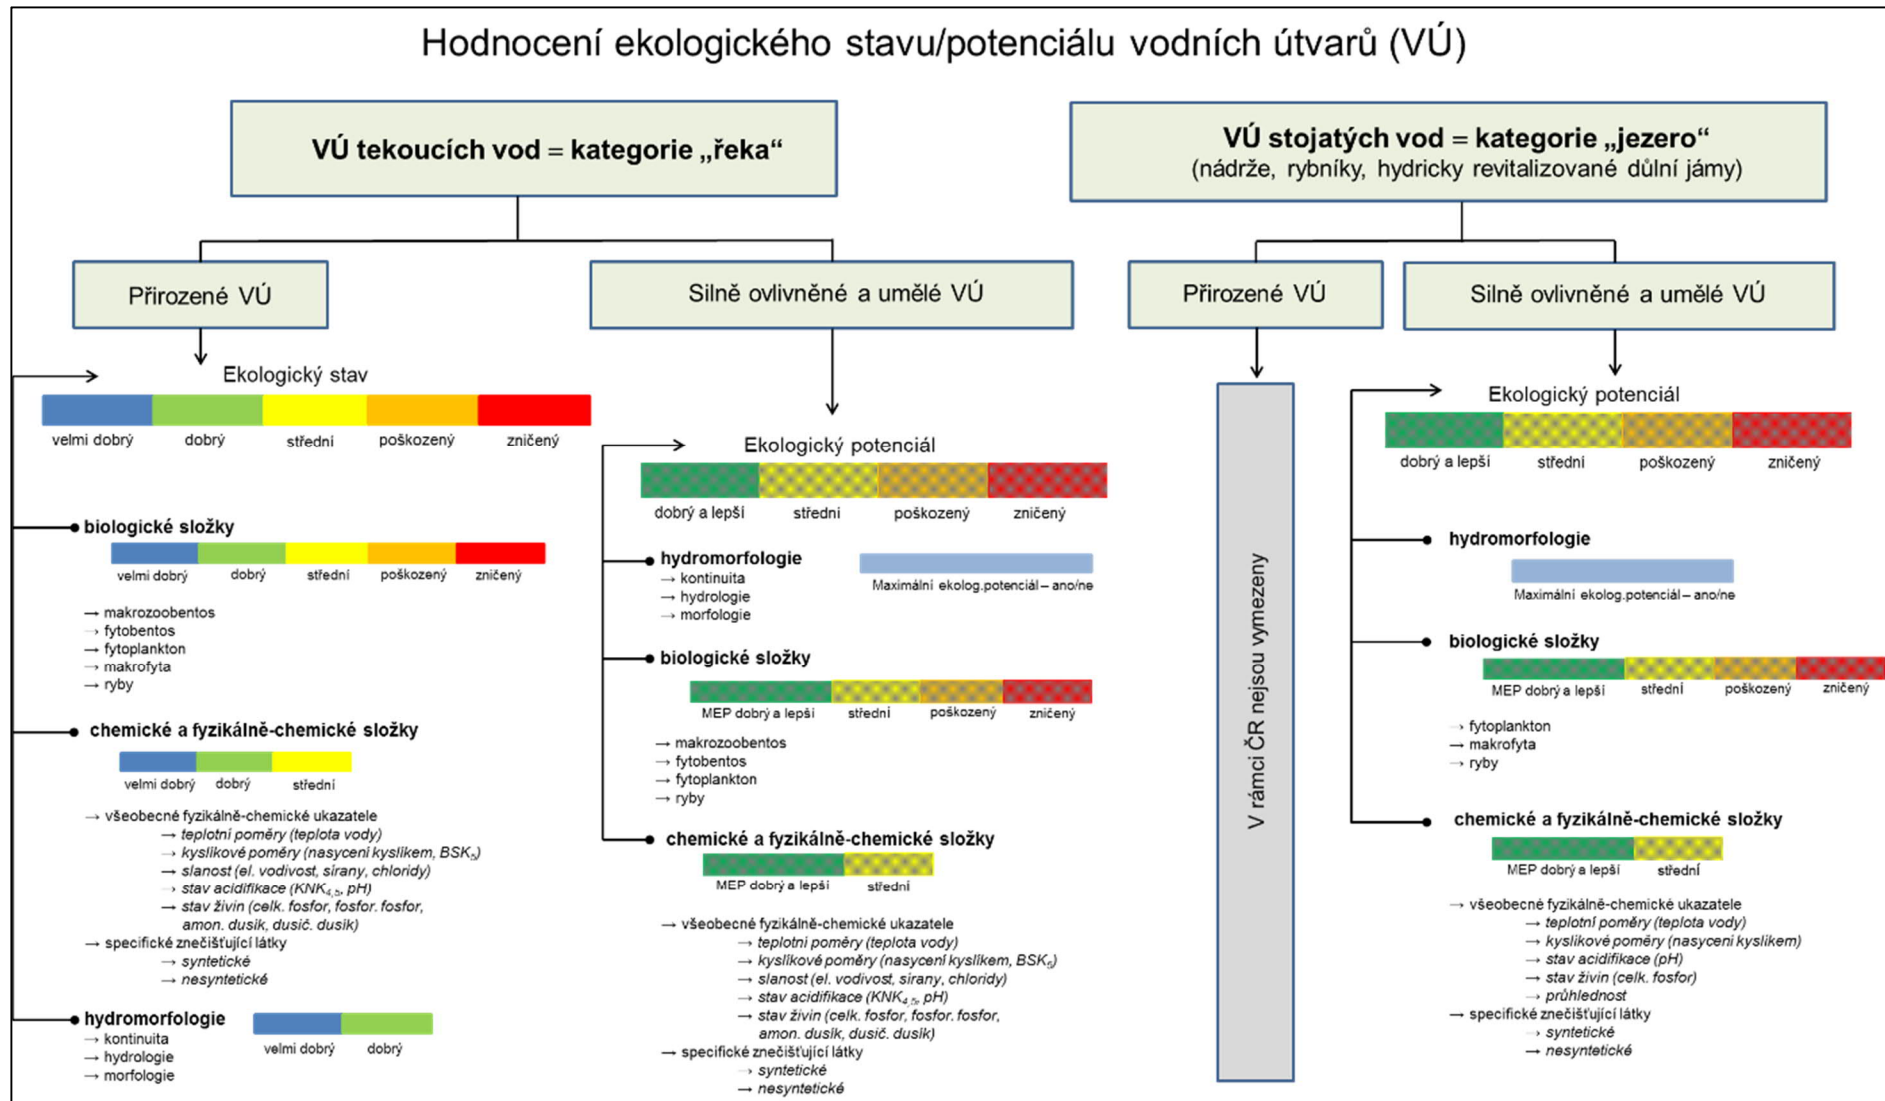 Hodnocení ekologického stavu/potenciálu vodních útvarů (VÚ)
VÚ tekoucích vod = kategorie „řeka“
Přirozené VÚ
Ekologický stav
velmi dobrý dobrý střední poškozený zničený
biologické složky
velmi dobrý dobrý střední poškozený zničený
→ makrozoobentos
→ fytobentos
→ fytoplankton
→ makrofyta
→ ryby
chemické a fyzikálně-chemické složky
velmi dobrý dobrý střední
→ všeobecné fyzikálně-chemické ukazatele
→ teplotní poměry (teplota vody)
→ kyslíkové poměry (nasycení kyslíkem, BSK₅)
→ slanost (el. vodivost, sírany, chloridy)
→ stav acidifikace (KNK₄,₅, pH)
→ stav živin (celk. fosfor, fosfor. fosfor,
amon. dusík, dusič. dusík)
→ specifické znečišťující látky
→ syntetické
→ nesyntetické
hydromorfologie
velmi dobrý dobrý
→ kontinuita
→ hydrologie
→ morfologie
Silně ovlivněné a umělé VÚ
Ekologický potenciál
dobrý a lepší střední poškozený zničený
hydromorfologie
→ kontinuita
→ hydrologie
→ morfologie
Maximální ekolog.potenciál – ano/ne
biologické složky
MEP dobrý a lepší střední poškozený zničený
→ makrozoobentos
→ fytobentos
→ fytoplankton
→ ryby
chemické a fyzikálně-chemické složky
MEP dobrý a lepší střední
→ všeobecné fyzikálně-chemické ukazatele
→ teplotní poměry (teplota vody)
→ kyslíkové poměry (nasycení kyslíkem, BSK₅)
→ slanost (el. vodivost, sírany, chloridy)
→ stav acidifikace (KNK₄,₅, pH)
→ stav živin (celk. fosfor, fosfor. fosfor,
amon. dusík, dusič. dusík)
→ specifické znečišťující látky
→ syntetické
→ nesyntetické
VÚ stojatých vod = kategorie „jezero“
(nádrže, rybníky, hydricky revitalizované důlní jámy)
Přirozené VÚ
V rámci ČR nejsou vymezeny
Silně ovlivněné a umělé VÚ
Ekologický potenciál
dobrý a lepší střední poškozený zničený
hydromorfologie
Maximální ekolog.potenciál – ano/ne
biologické složky
MEP dobrý a lepší střední poškozený zničený
→ fytoplankton
→ makrofyta
→ ryby
chemické a fyzikálně-chemické složky
MEP dobrý a lepší střední
→ všeobecné fyzikálně-chemické ukazatele
→ teplotní poměry (teplota vody)
→ kyslíkové poměry (nasycení kyslíkem)
→ stav acidifikace (pH)
→ stav živin (celk. fosfor)
→ průhlednost
→ specifické znečišťující látky
→ syntetické
→ nesyntetické